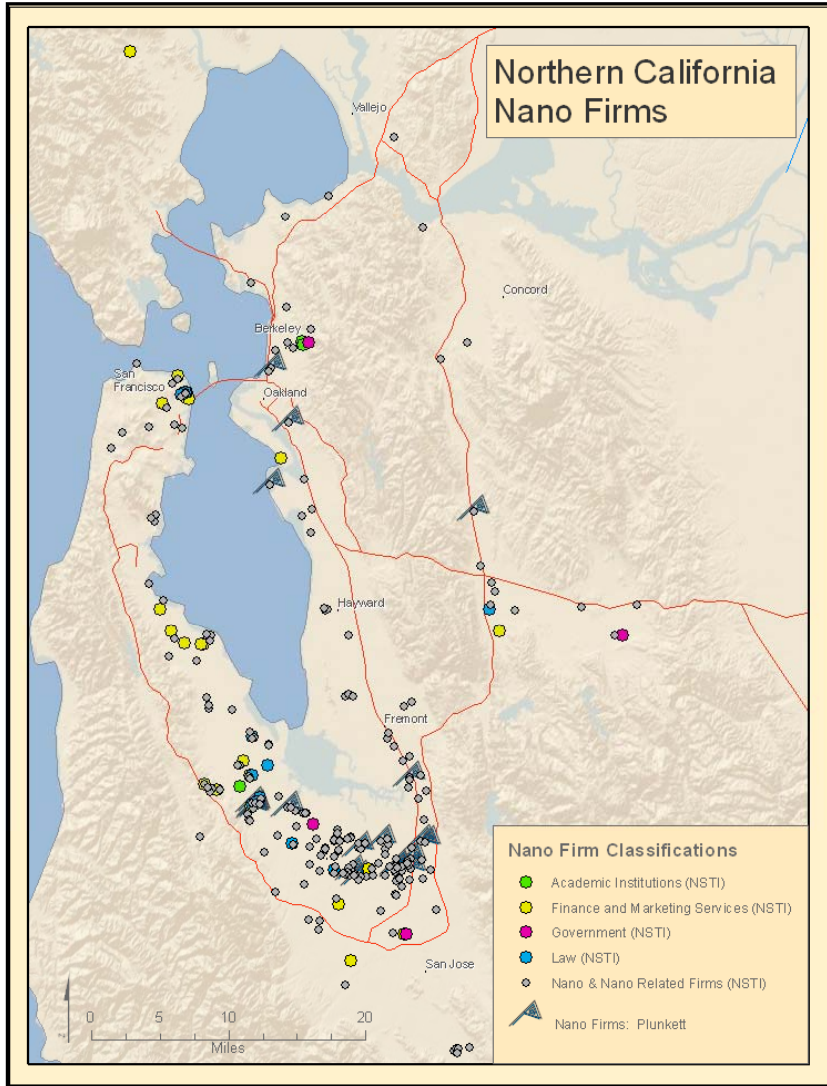 Northern California
Nano Firms
Vallejo
Concord
Berkeley
San
Francisco
Oakland
Hayward
Fremont
San Jose
Nano Firm Classifications
Academic Institutions (NSTI)
Finance and Marketing Services (NSTI)
Government (NSTI)
Law (NSTI)
Nano & Nano Related Firms (NSTI)
Nano Firms: Plunkett
0 5 10 20
Miles